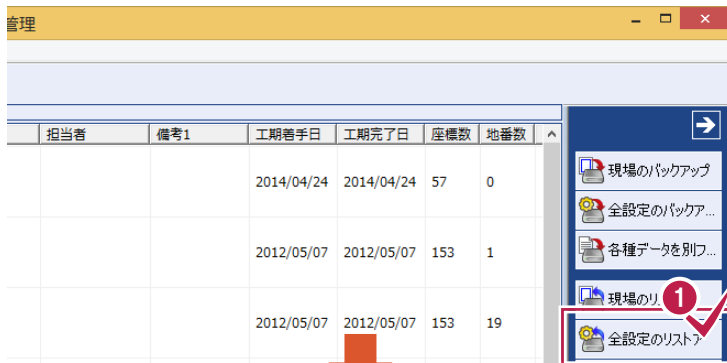 管理
担当者 備考1 工期着手日 工期完了日 座標数 地番数
2014/04/24 2014/04/24 57 0
2012/05/07 2012/05/07 153 1
2012/05/07 2012/05/07 153 19
現場のバックアップ
全設定のバックア...
各種データを別フ...
現場のリ
1
全設定のリストア